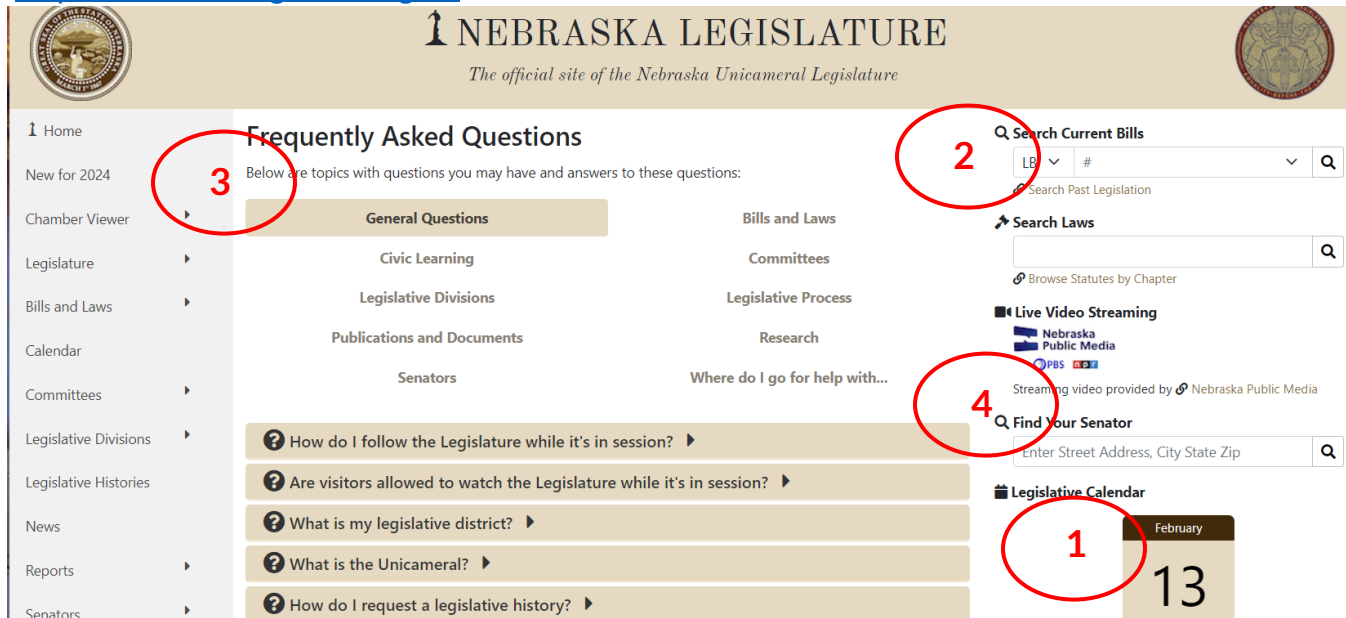 NEBRASKA LEGISLATURE
The official site of the Nebraska Unicameral Legislature
Home
New for 2024
Chamber Viewer
Legislature
Bills and Laws
Calendar
Committees
Legislative Divisions
Legislative Histories
News
Reports
Senators
3
Frequently Asked Questions
Below are topics with questions you may have and answers to these questions:
General Questions
Bills and Laws
Civic Learning
Committees
Legislative Divisions
Legislative Process
Publications and Documents
Research
Senators
Where do I go for help with...
How do I follow the Legislature while it's in session?
Are visitors allowed to watch the Legislature while it's in session?
What is my legislative district?
What is the Unicameral?
How do I request a legislative history?
2
Search Current Bills
LB #
Search Past Legislation
Search Laws
Browse Statutes by Chapter
Live Video Streaming
Nebraska
Public Media
PBS npr
Streaming video provided by Nebraska Public Media
4
Find Your Senator
Enter Street Address, City State Zip
Legislative Calendar
1
February
13